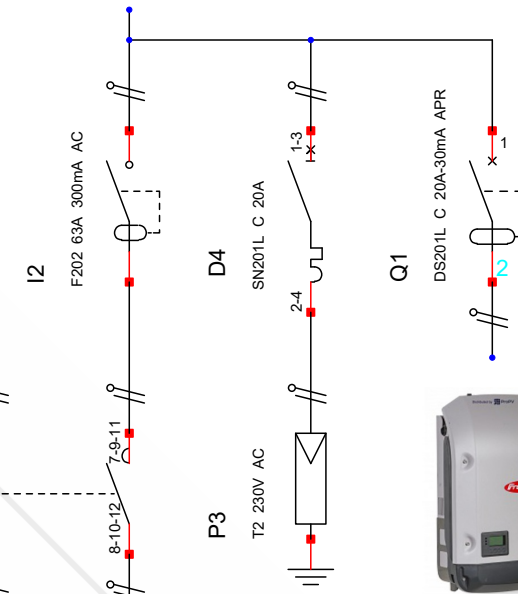 I2
F202 63A 300mA AC
7-9-11
8-10-12
D4
SN201L C 20A
1-3
2-4
P3
T2 230V AC
Q1
DS201L C 20A-30mA APR
1
2